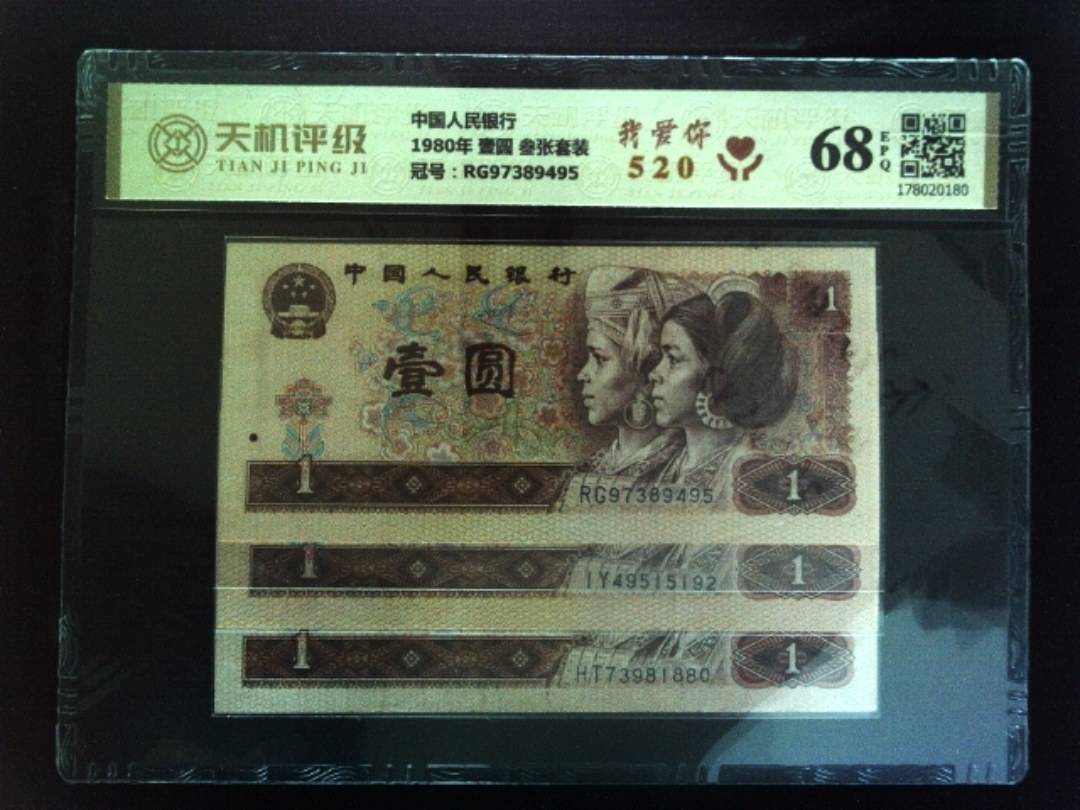 天机评级
TIAN JI PING JI
中国人民银行
1980年 壹圆 叁张套装
冠号：RG97389495
我爱你
520
68
EPQ
178020180
中国人民银行
壹圆
1
1
RG97389495
1
1
IY49515192
1
1
HT73981880
1